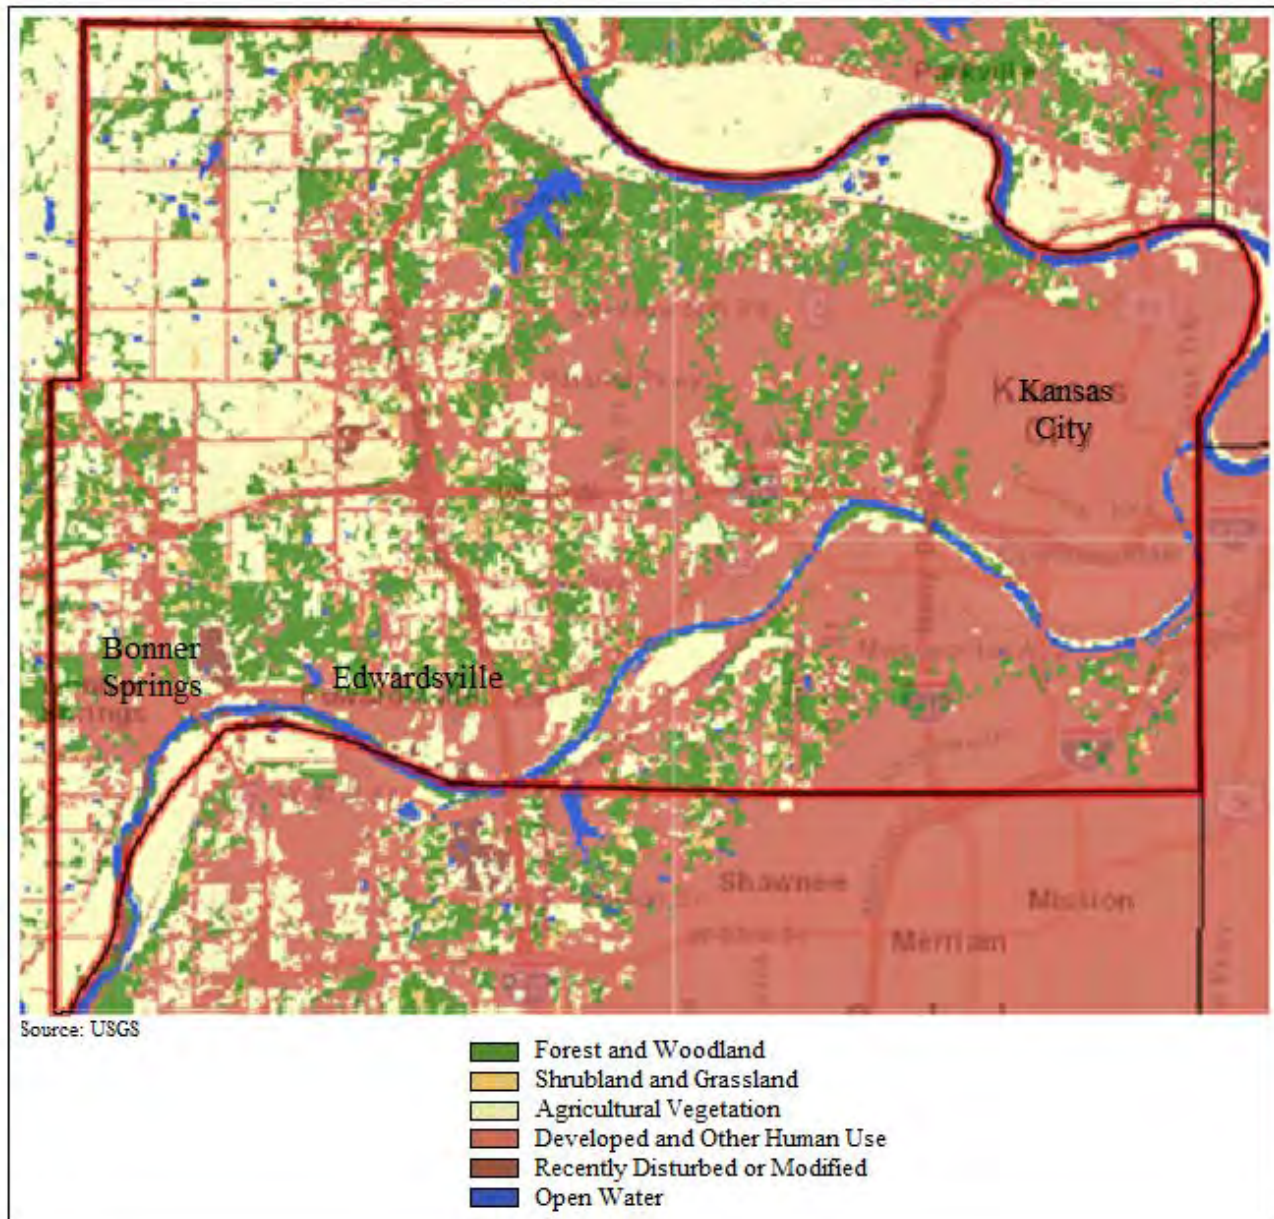 Parkville
Kansas
City
Bonner
Springs
Edwardsville
Shawnee
Mission
Merriam
Source: USGS
Forest and Woodland
Shrubland and Grassland
Agricultural Vegetation
Developed and Other Human Use
Recently Disturbed or Modified
Open Water